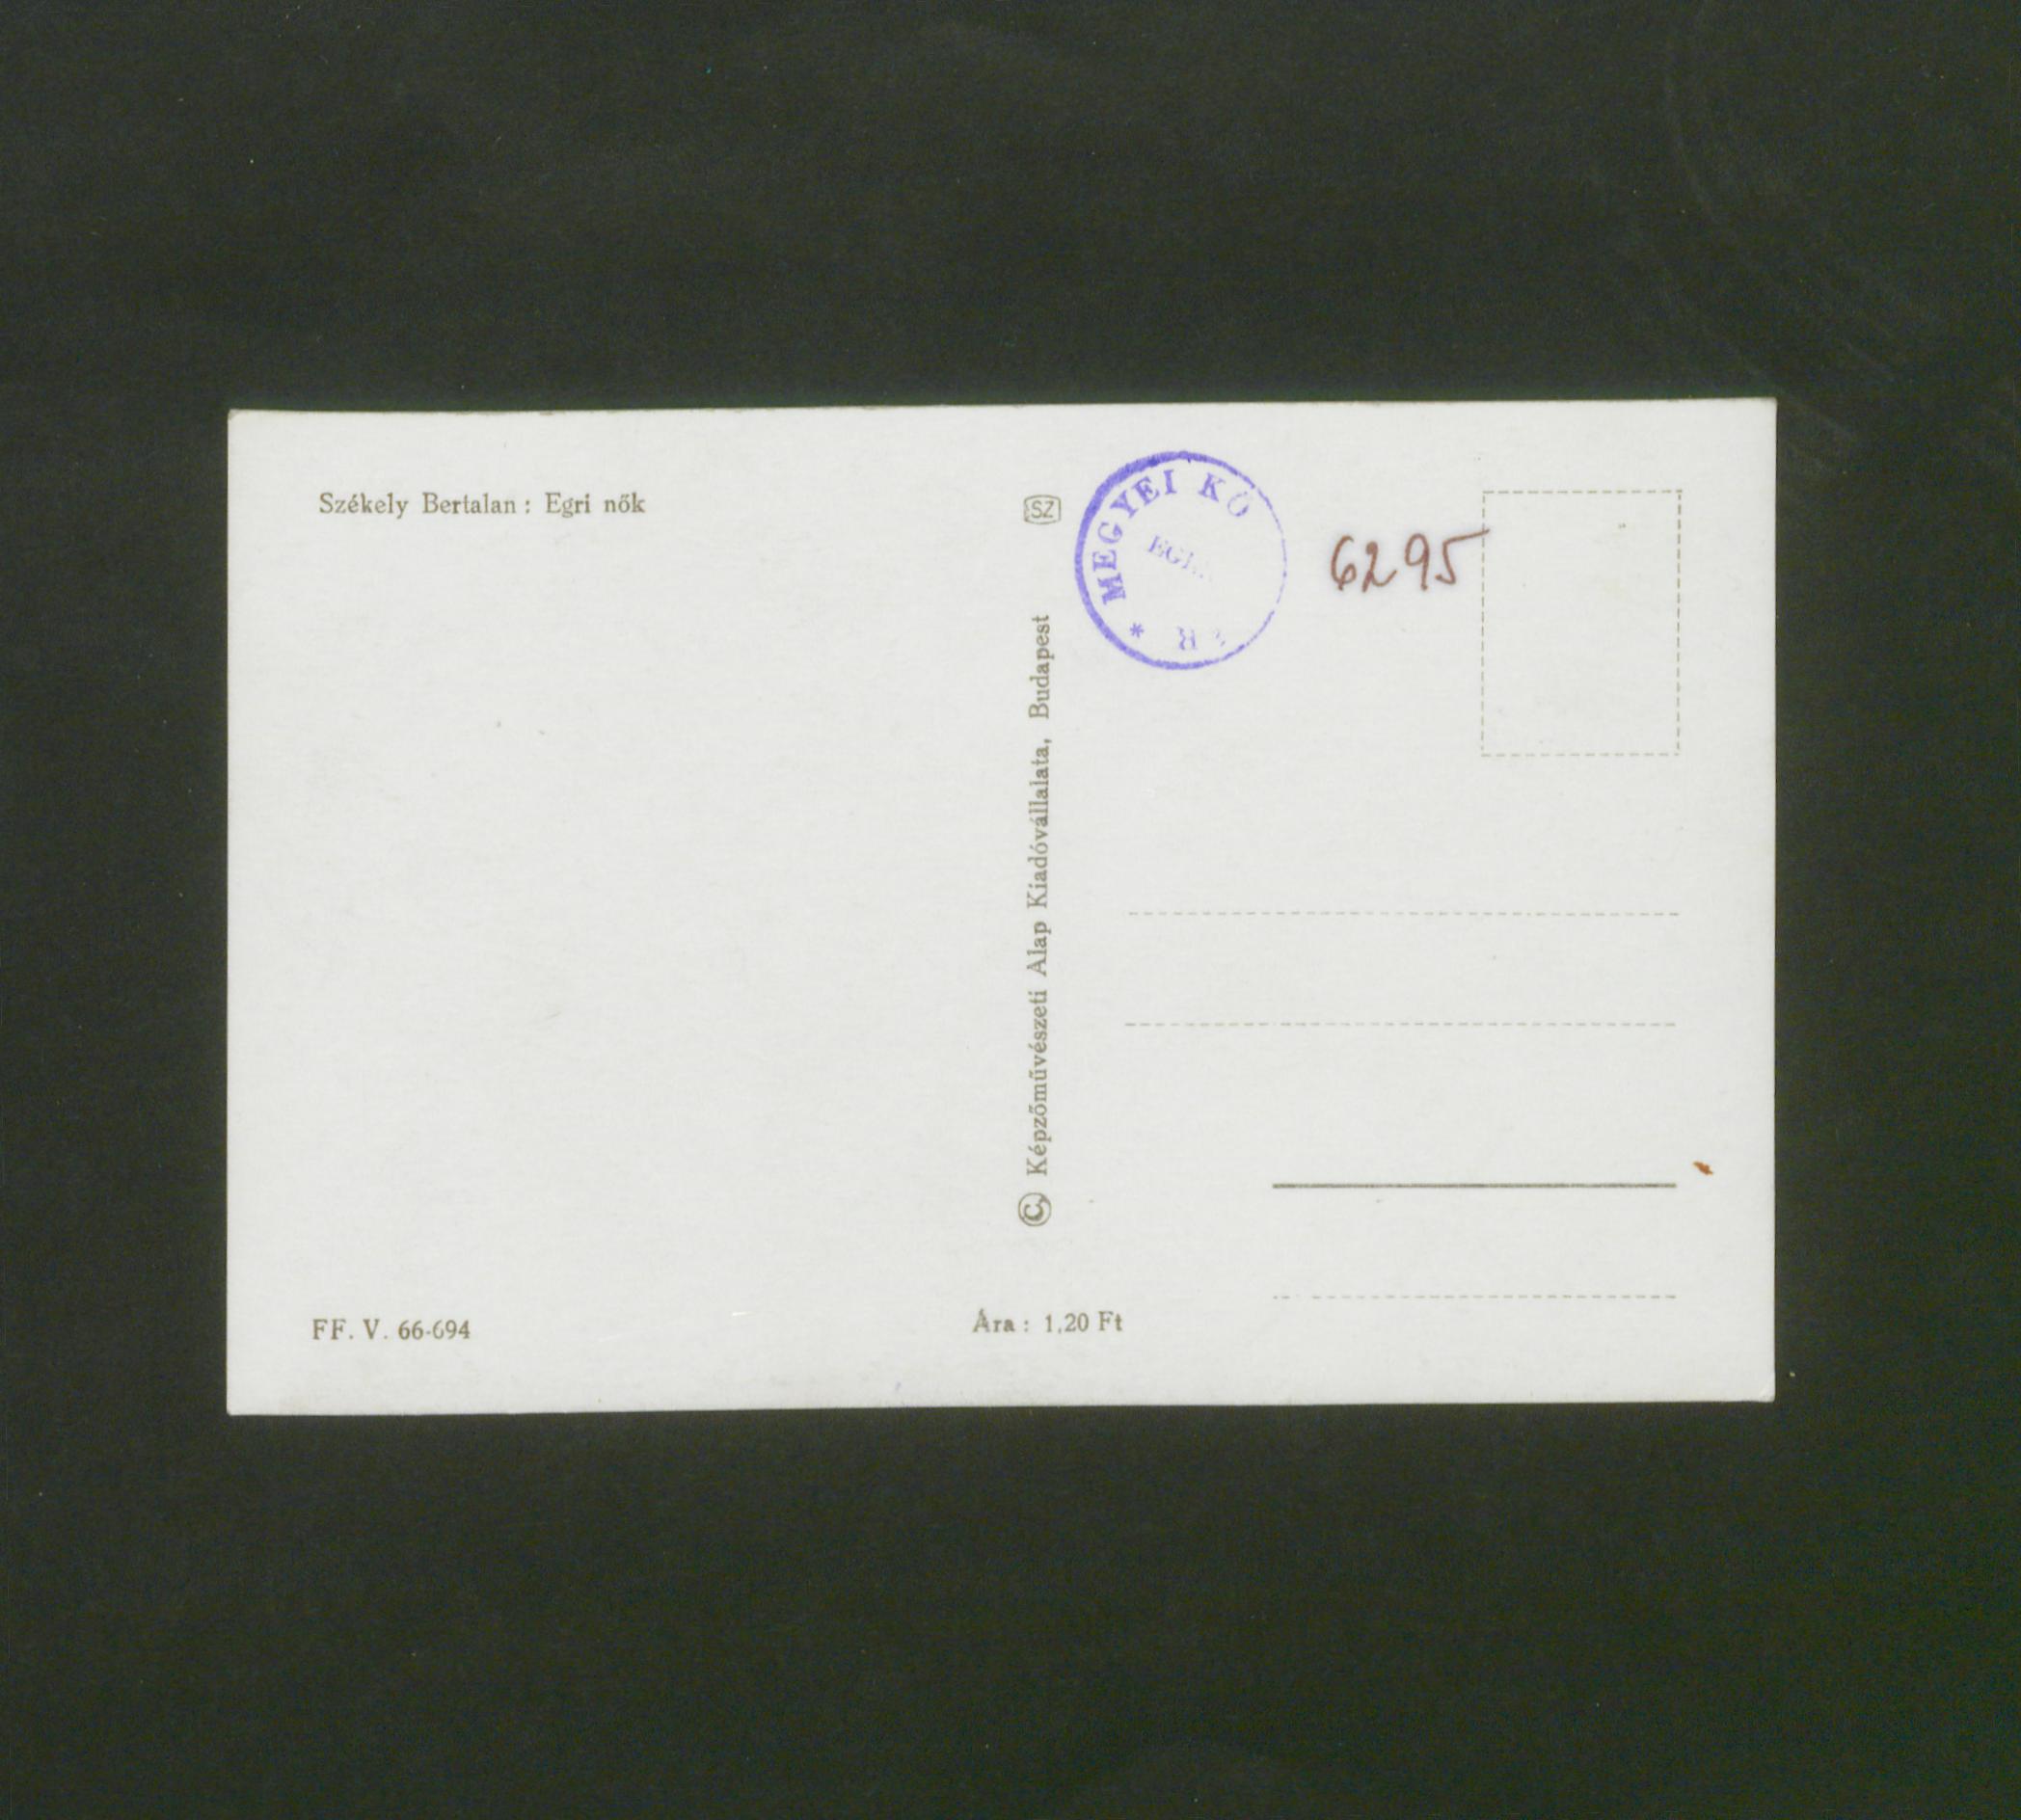 Székely Bertalan : Egri nők
SZ
MEGYEI KÖ
6295
© Képzőművészeti Alap Kiadóvállalata, Budapest
FF. V. 66-694
Ára : 1,20 Ft